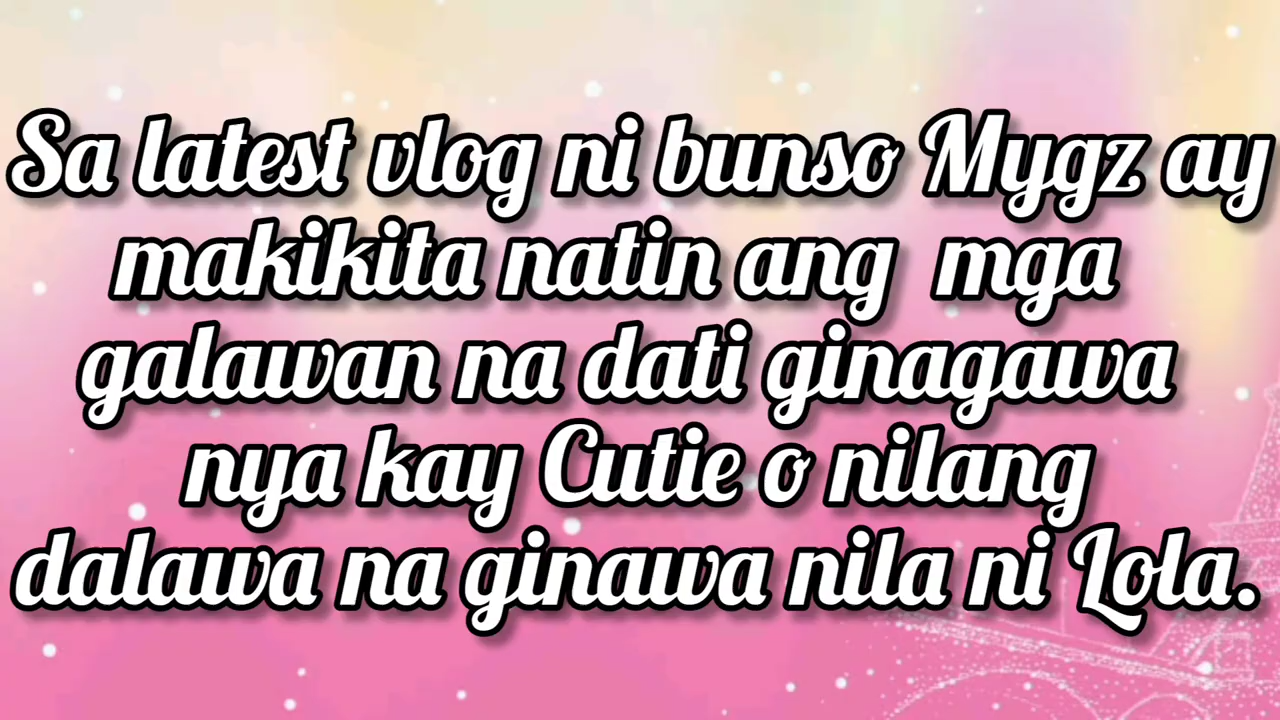 Sa latest vlog ni bunso Mygz ay
makikita natin ang mga
galawan na dati ginagawa
nya kay Cutie o nilang
dalawa na ginawa nila ni Lola.